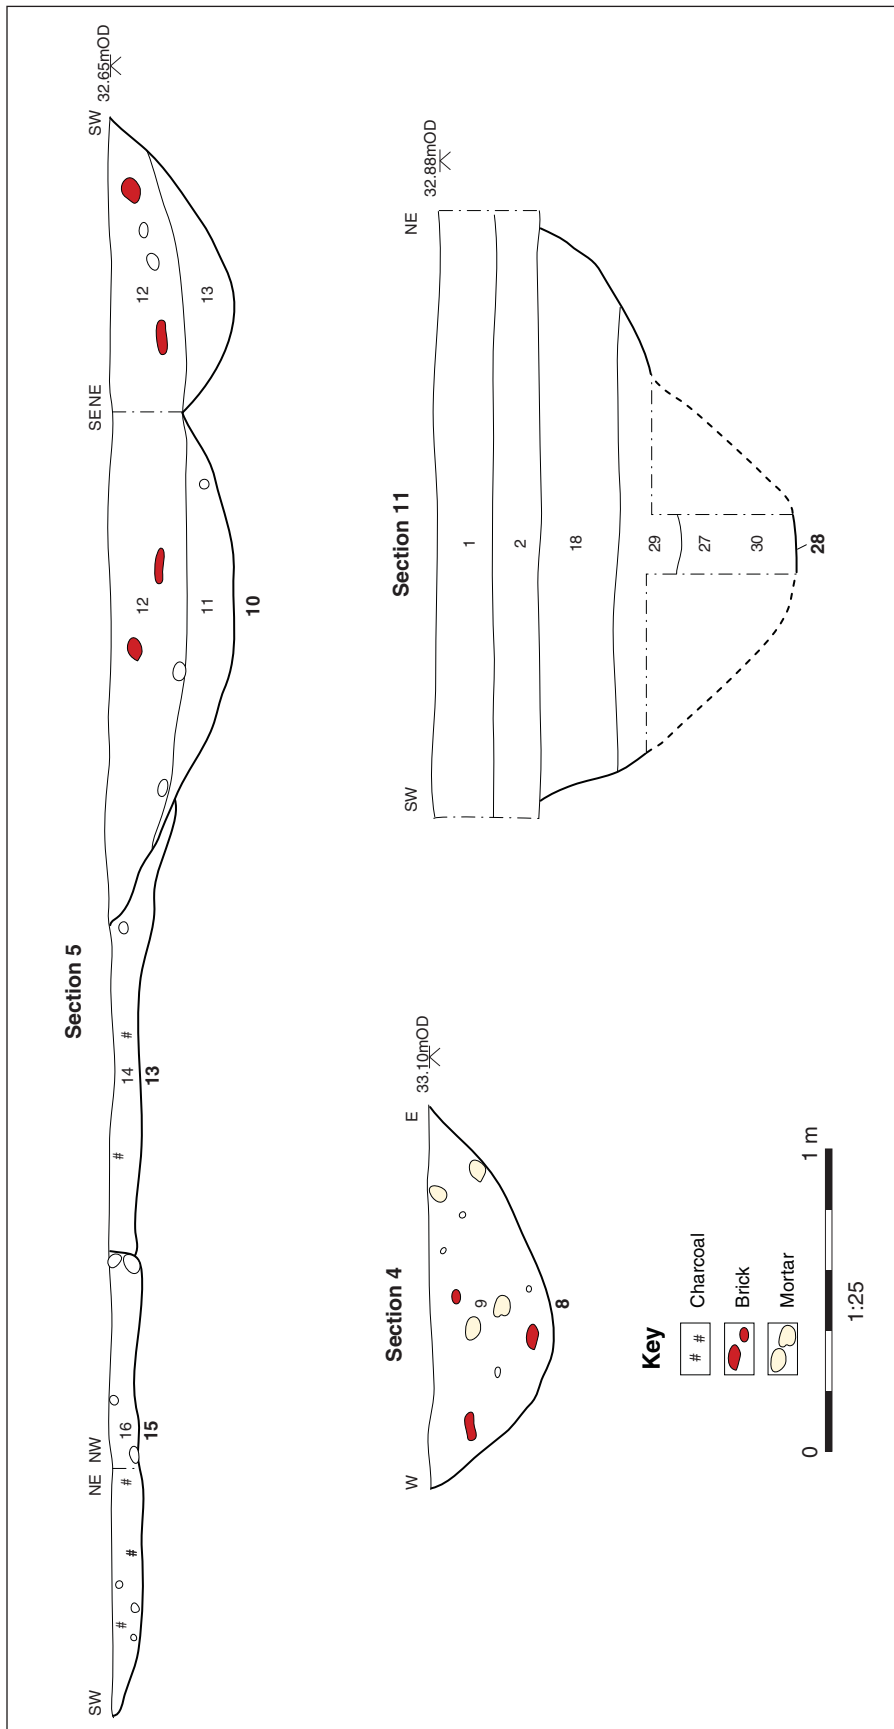 Section 5
SW
NE NW
SE NE
SW
32.65mOD
16
15
14
13
12
11
10
12
13
#
#
#
#
#
Section 4
W
E
33.10mOD
9
8
Section 11
SW
NE
32.88mOD
1
2
18
29
27
30
28
Key
# #
#
Charcoal
Brick
Mortar
0
1 m
1:25